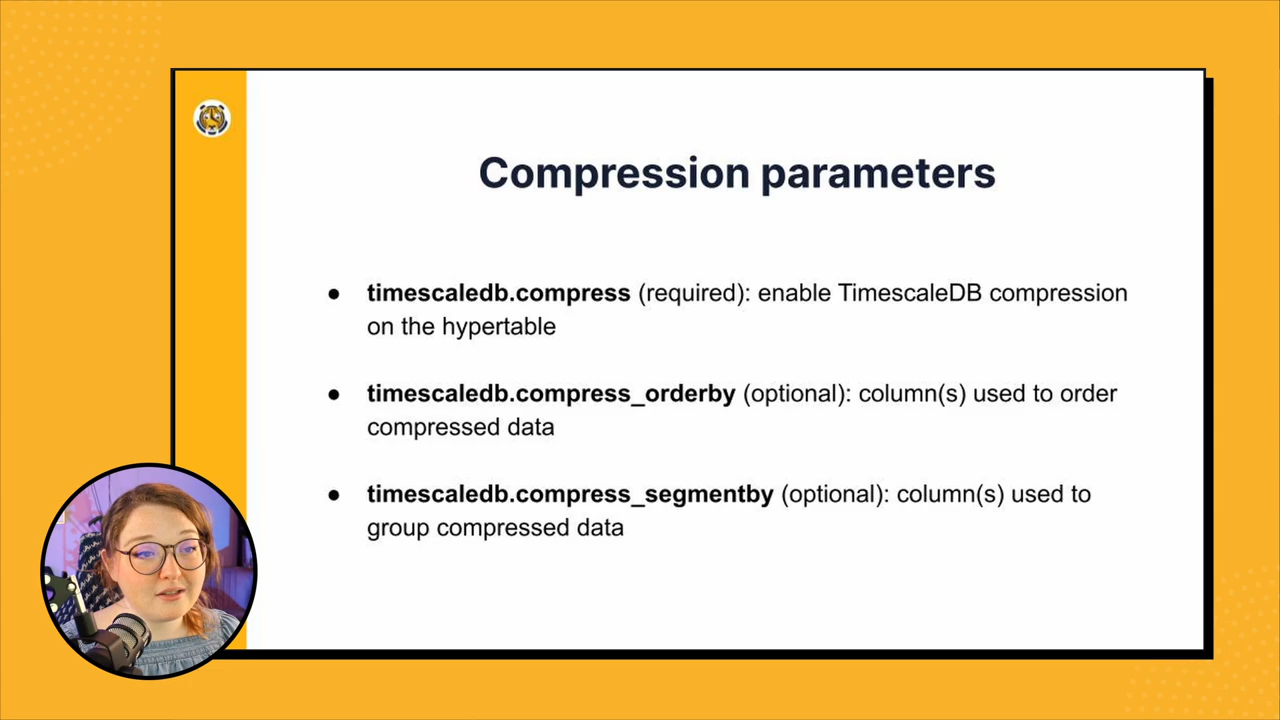 Compression parameters
● timescaledb.compress (required): enable TimescaleDB compression
on the hypertable
● timescaledb.compress_orderby (optional): column(s) used to order
compressed data
● timescaledb.compress_segmentby (optional): column(s) used to
group compressed data